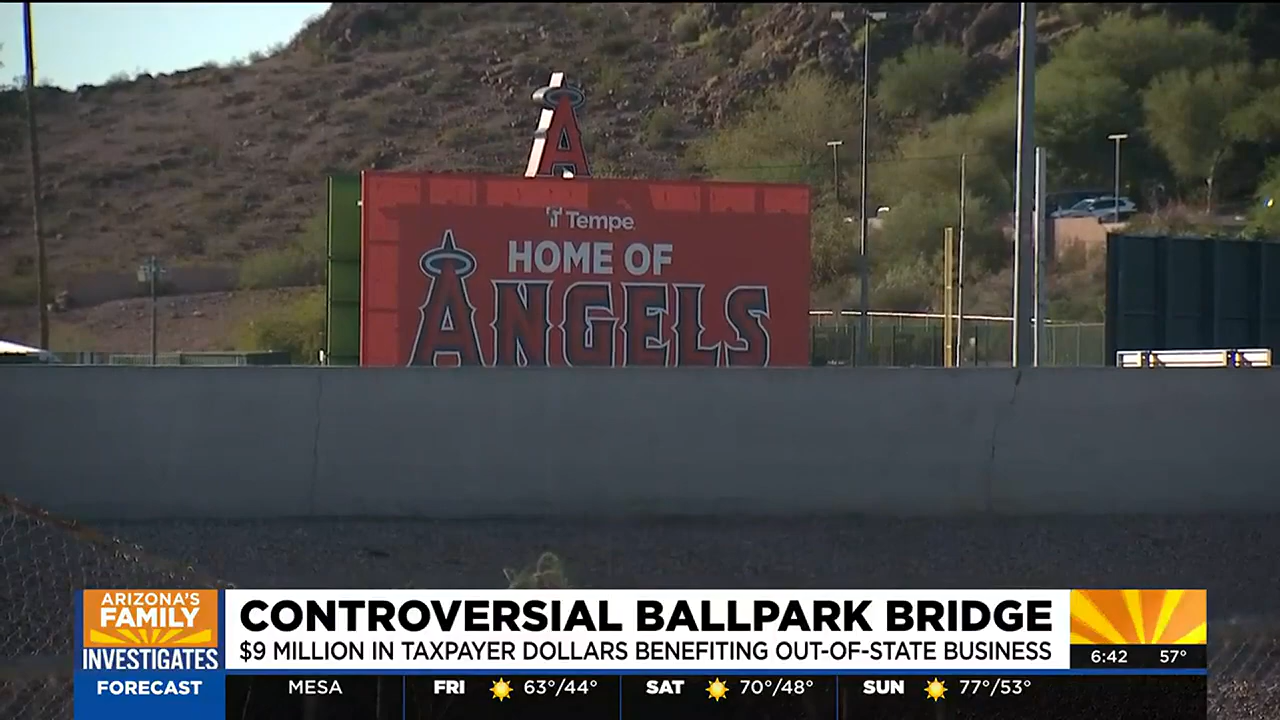 A
Tempe
HOME OF
ANGELS
ARIZONA'S
FAMILY
INVESTIGATES
CONTROVERSIAL BALLPARK BRIDGE
$9 MILLION IN TAXPAYER DOLLARS BENEFITING OUT-OF-STATE BUSINESS
6:42 57°
FORECAST
MESA FRI 63°/44° SAT 70°/48° SUN 77°/53°